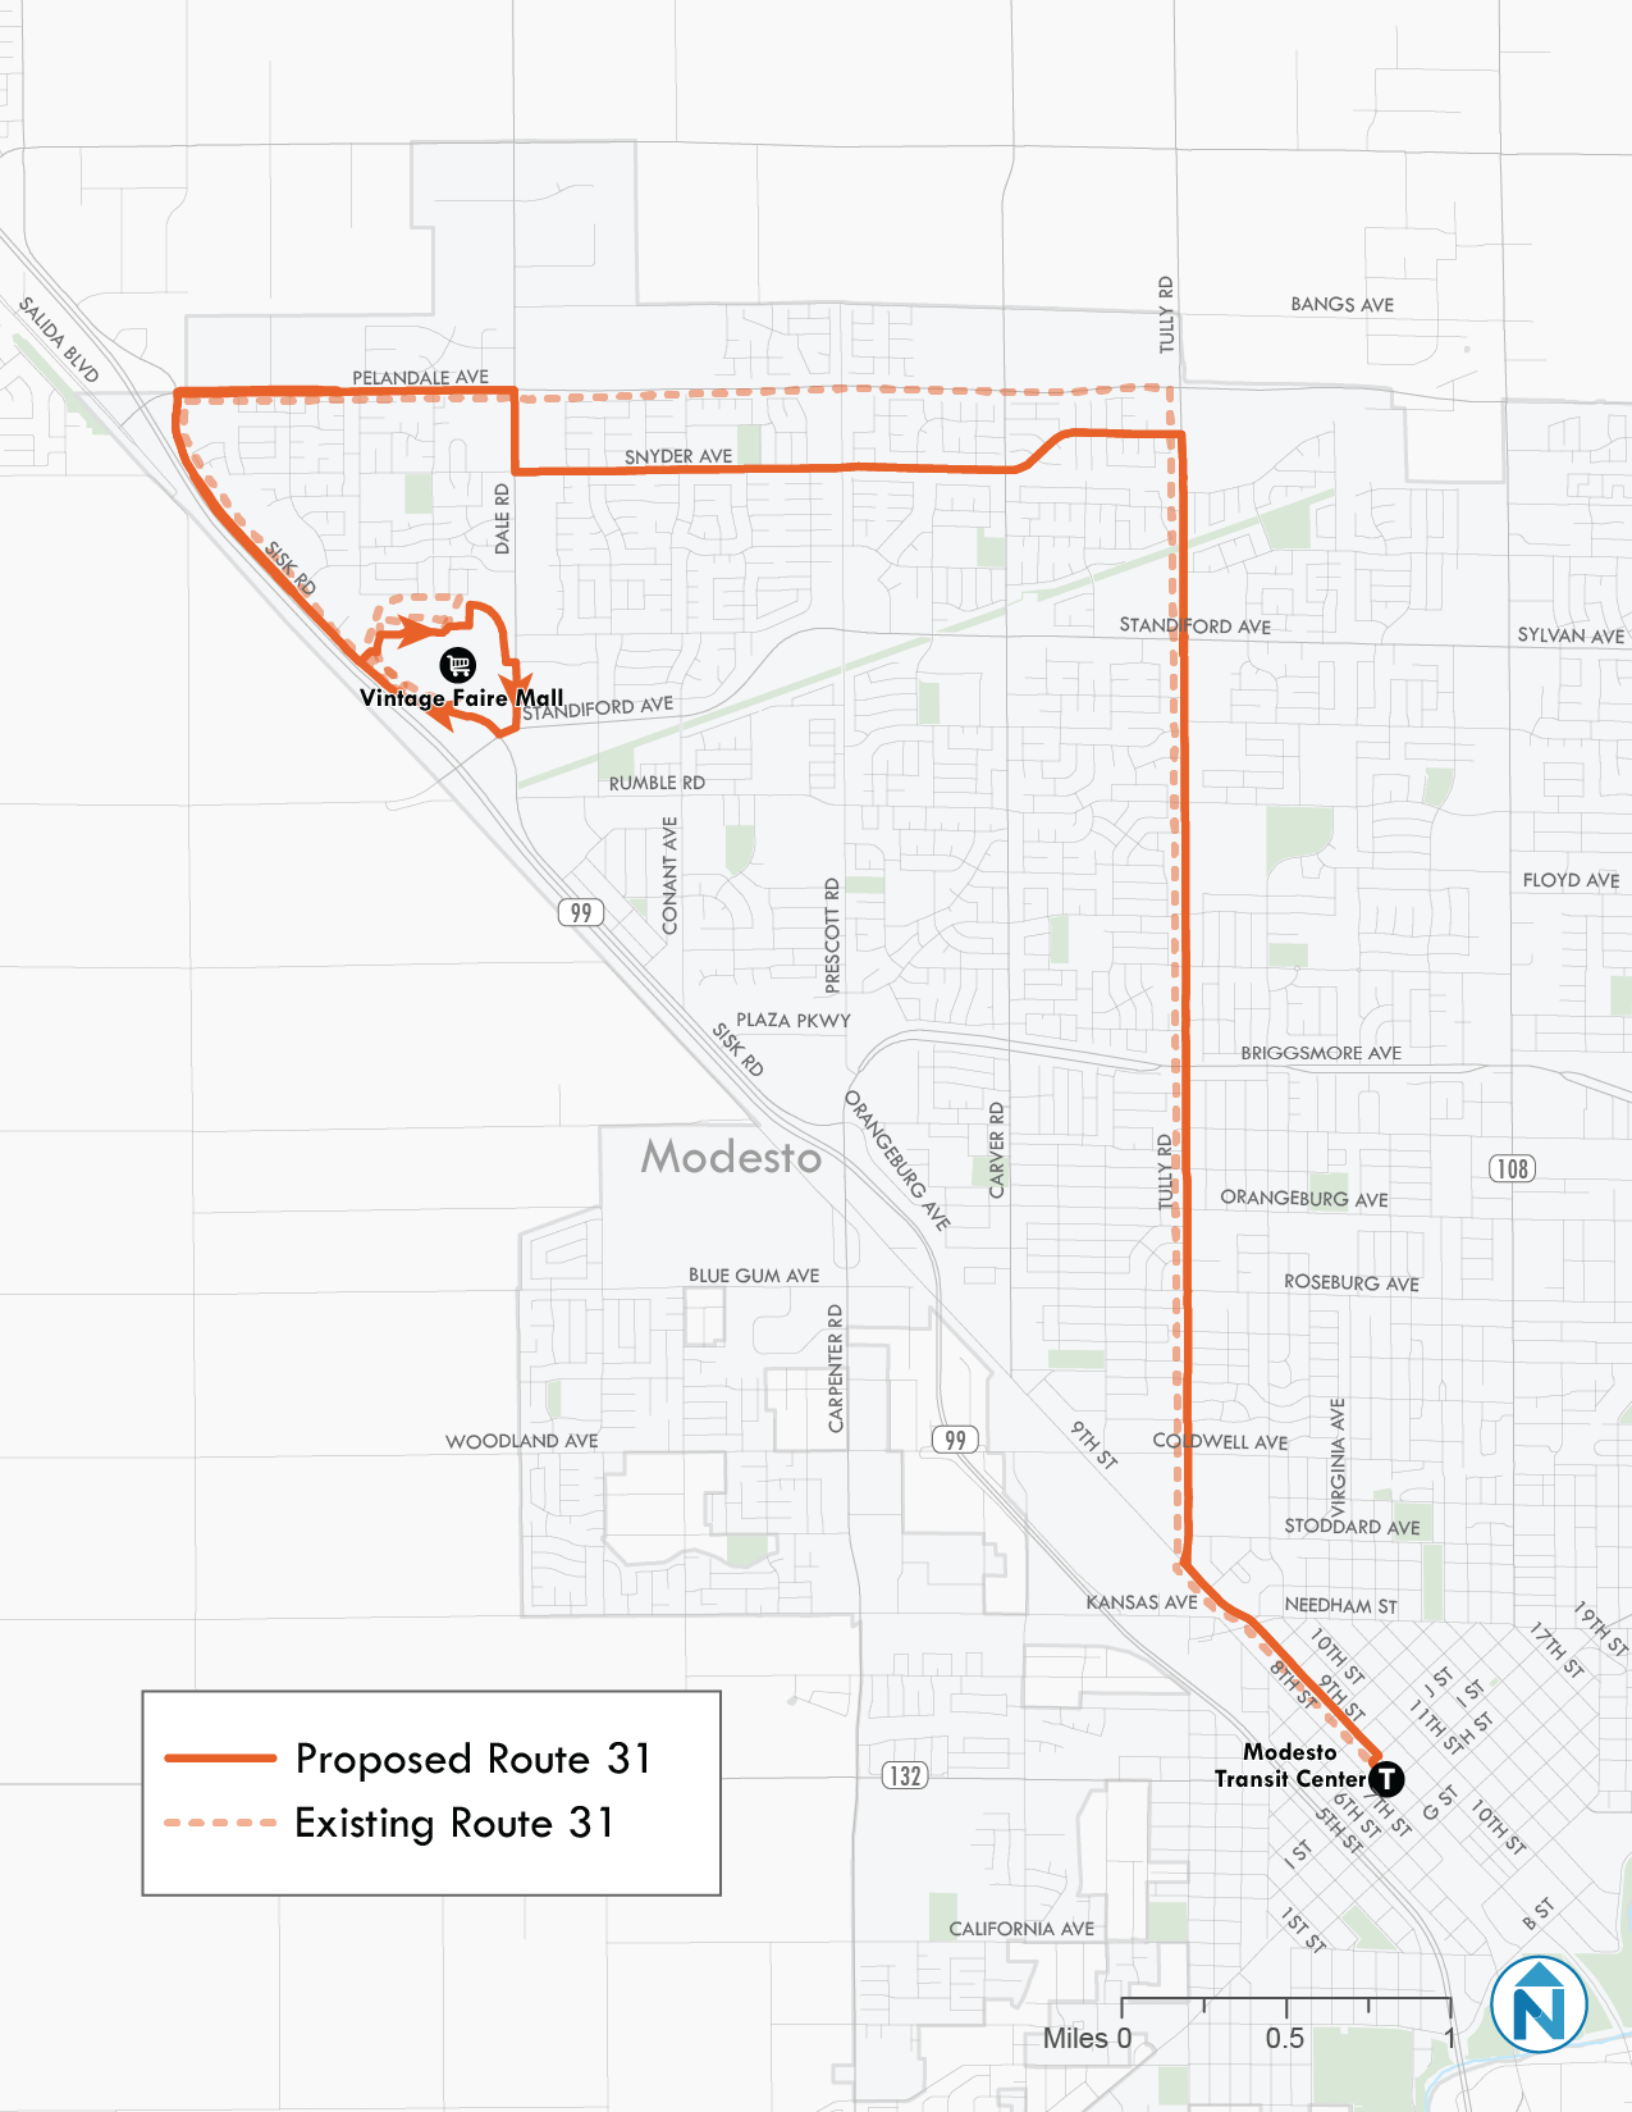 TULLY RD
BANGS AVE
SALIDA BLVD
PELANDALE AVE
SNYDER AVE
DALE RD
SISK RD
STANDIFORD AVE
SYLVAN AVE
Vintage Faire Mall
STANDIFORD AVE
RUMBLE RD
CONANT AVE
FLOYD AVE
PRESCOTT RD
99
PLAZA PKWY
SISK RD
BRIGGSMORE AVE
ORANGEBURG AVE
CARVER RD
TULLY RD
Modesto
108
ORANGEBURG AVE
BLUE GUM AVE
ROSEBURG AVE
CARPENTER RD
WOODLAND AVE
99
9TH ST
COLDWELL AVE
VIRGINIA AVE
STODDARD AVE
KANSAS AVE
NEEDHAM ST
19TH ST
17TH ST
10TH ST
8TH ST
9TH ST
J ST
I ST
11TH ST
H ST
Proposed Route 31
Existing Route 31
132
Modesto
Transit Center
T
7TH ST
6TH ST
5TH ST
G ST
10TH ST
I ST
B ST
1ST ST
CALIFORNIA AVE
Miles 0
0.5
1
N